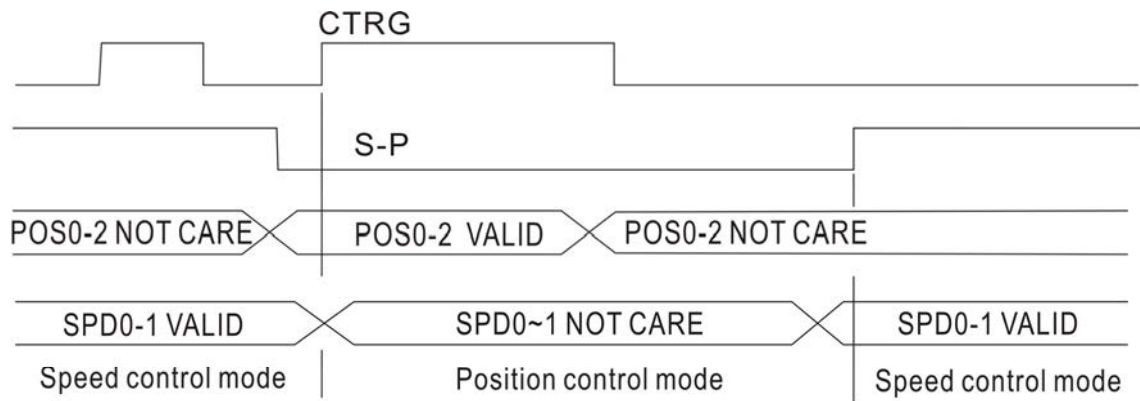 CTRG
S-P
POS0-2 NOT CARE POS0-2 VALID POS0-2 NOT CARE
SPD0-1 VALID SPD0~1 NOT CARE SPD0-1 VALID
Speed control mode Position control mode Speed control mode